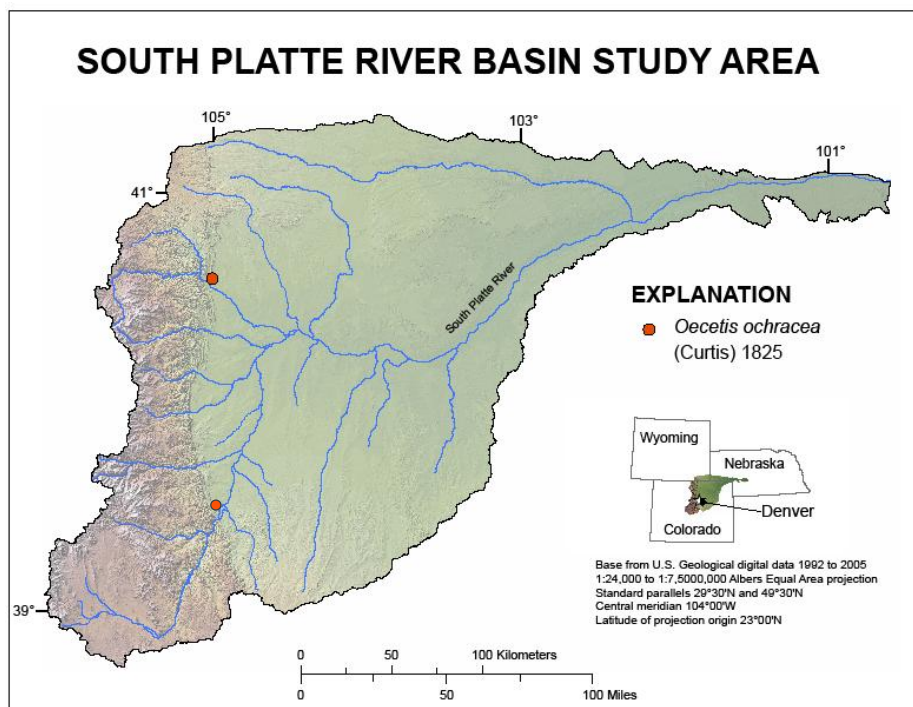 SOUTH PLATTE RIVER BASIN STUDY AREA
105°
103°
101°
41°
South Platte River
EXPLANATION
Oecetis ochracea
(Curtis) 1825
Wyoming
Nebraska
Denver
Colorado
Base from U.S. Geological digital data 1992 to 2005
1:24,000 to 1:7,5000,000 Albers Equal Area projection
Standard parallels 29°30'N and 49°30'N
Central meridian 104°00'W
Latitude of projection origin 23°00'N
39°
0 50 100 Kilometers
0 50 100 Miles